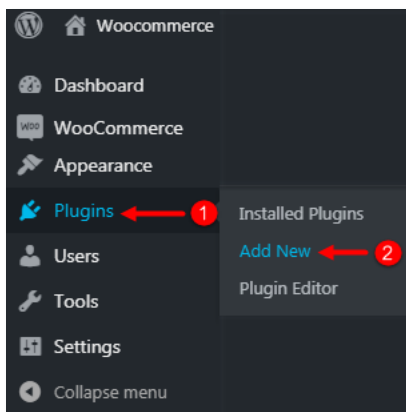 Woocommerce
Dashboard
woo WooCommerce
Appearance
Plugins 1
Installed Plugins
Add New 2
Plugin Editor
Users
Tools
Settings
Collapse menu